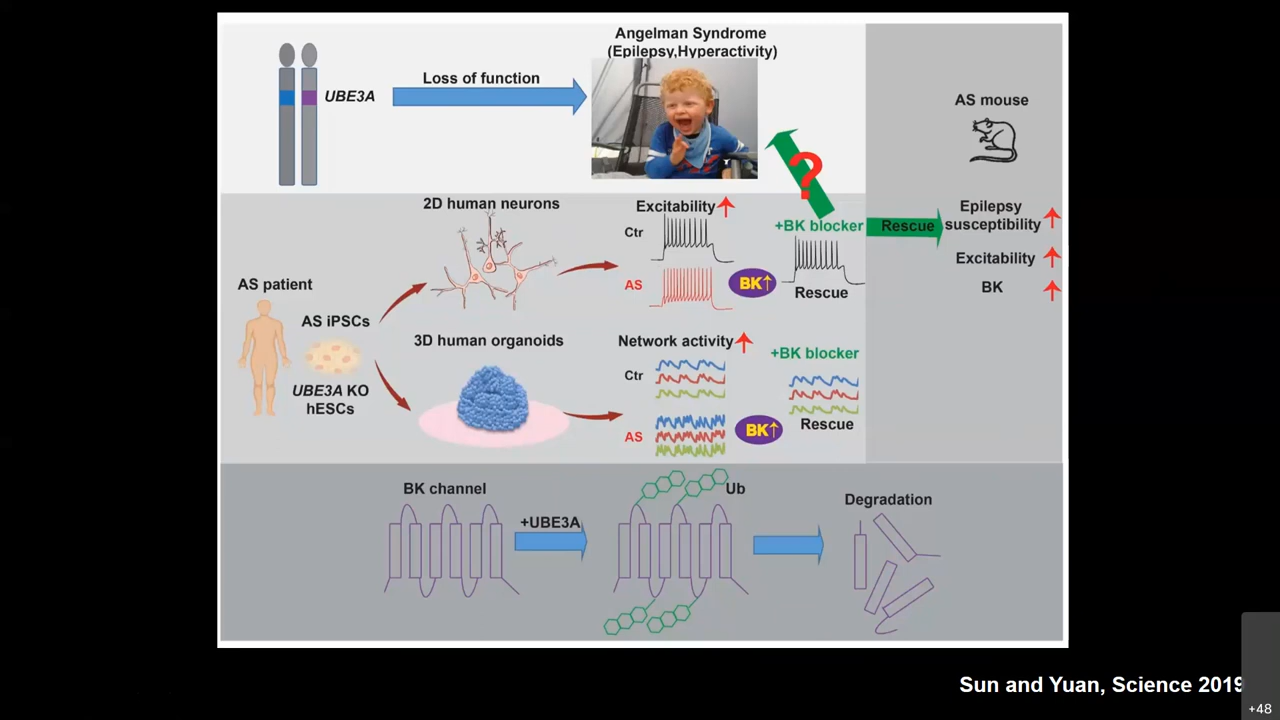 Angelman Syndrome
(Epilepsy,Hyperactivity)
Loss of function
UBE3A
AS mouse
2D human neurons
Excitability
Ctr
+BK blocker
Rescue
Epilepsy
susceptibility
Excitability
BK
AS
BK↑
Rescue
AS patient
AS iPSCs
UBE3A KO
hESCs
3D human organoids
Network activity
Ctr
+BK blocker
AS
BK↑
Rescue
?
BK channel
+UBE3A
Ub
Degradation
Sun and Yuan, Science 2019
+48